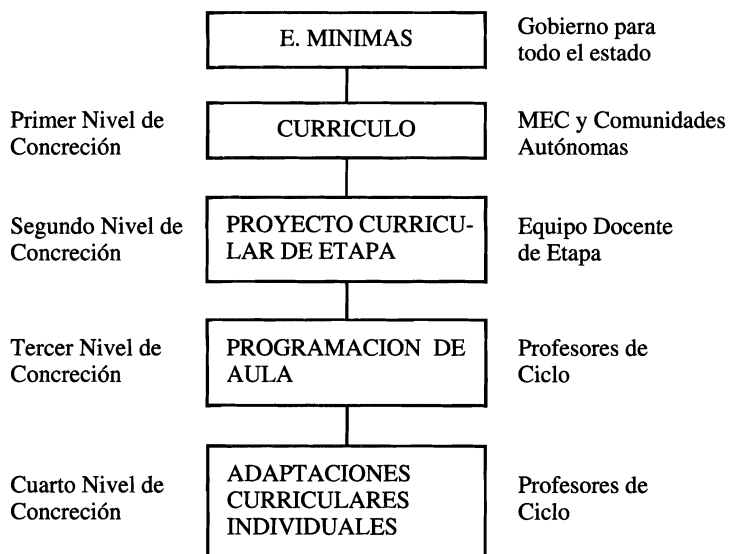 E. MINIMAS
Gobierno para
todo el estado
Primer Nivel de
Concreción
CURRICULO
MEC y Comunidades
Autónomas
Segundo Nivel de
Concreción
PROYECTO CURRICU-
LAR DE ETAPA
Equipo Docente
de Etapa
Tercer Nivel de
Concreción
PROGRAMACION DE
AULA
Profesores de
Ciclo
Cuarto Nivel de
Concreción
ADAPTACIONES
CURRICULARES
INDIVIDUALES
Profesores de
Ciclo